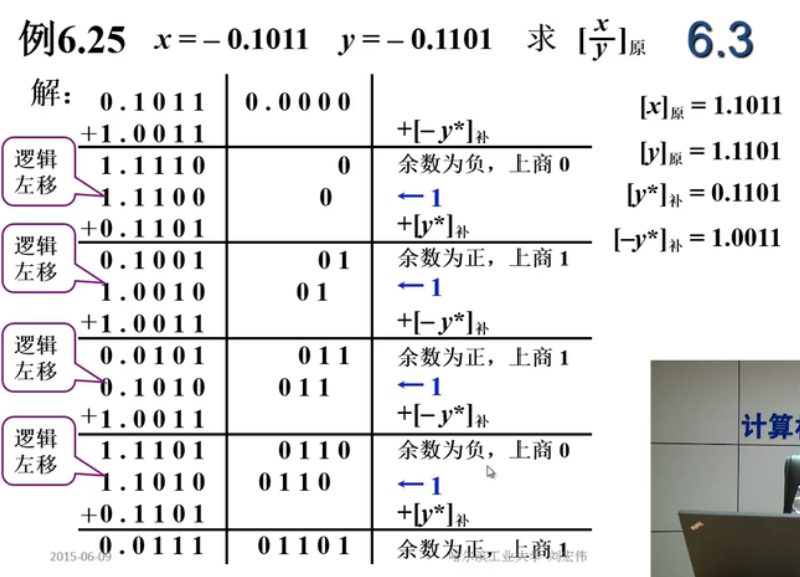 例6.25 x = – 0.1011 y = – 0.1101 求 [x/y]原 6.3
解： 0.1011 0.0000 [x]原 = 1.1011
+1.0011 +[– y*]补
逻辑左移 1.1110 0 余数为负，上商 0 [y]原 = 1.1101
1.1100 0 ←1 [y*]补 = 0.1101
+0.1101 +[y*]补 [–y*]补 = 1.0011
逻辑左移 0.1001 01 余数为正，上商 1
1.0010 01 ←1
+1.0011 +[– y*]补
逻辑左移 0.0101 011 余数为正，上商 1
0.1010 011 ←1
+1.0011 +[– y*]补 计算
逻辑左移 1.1101 0110 余数为负，上商 0
1.1010 0110 ←1
+0.1101 +[y*]补
0.0111 01101 余数为正，上商 1
2015-06-09 哈尔滨工业大学 刘宏伟